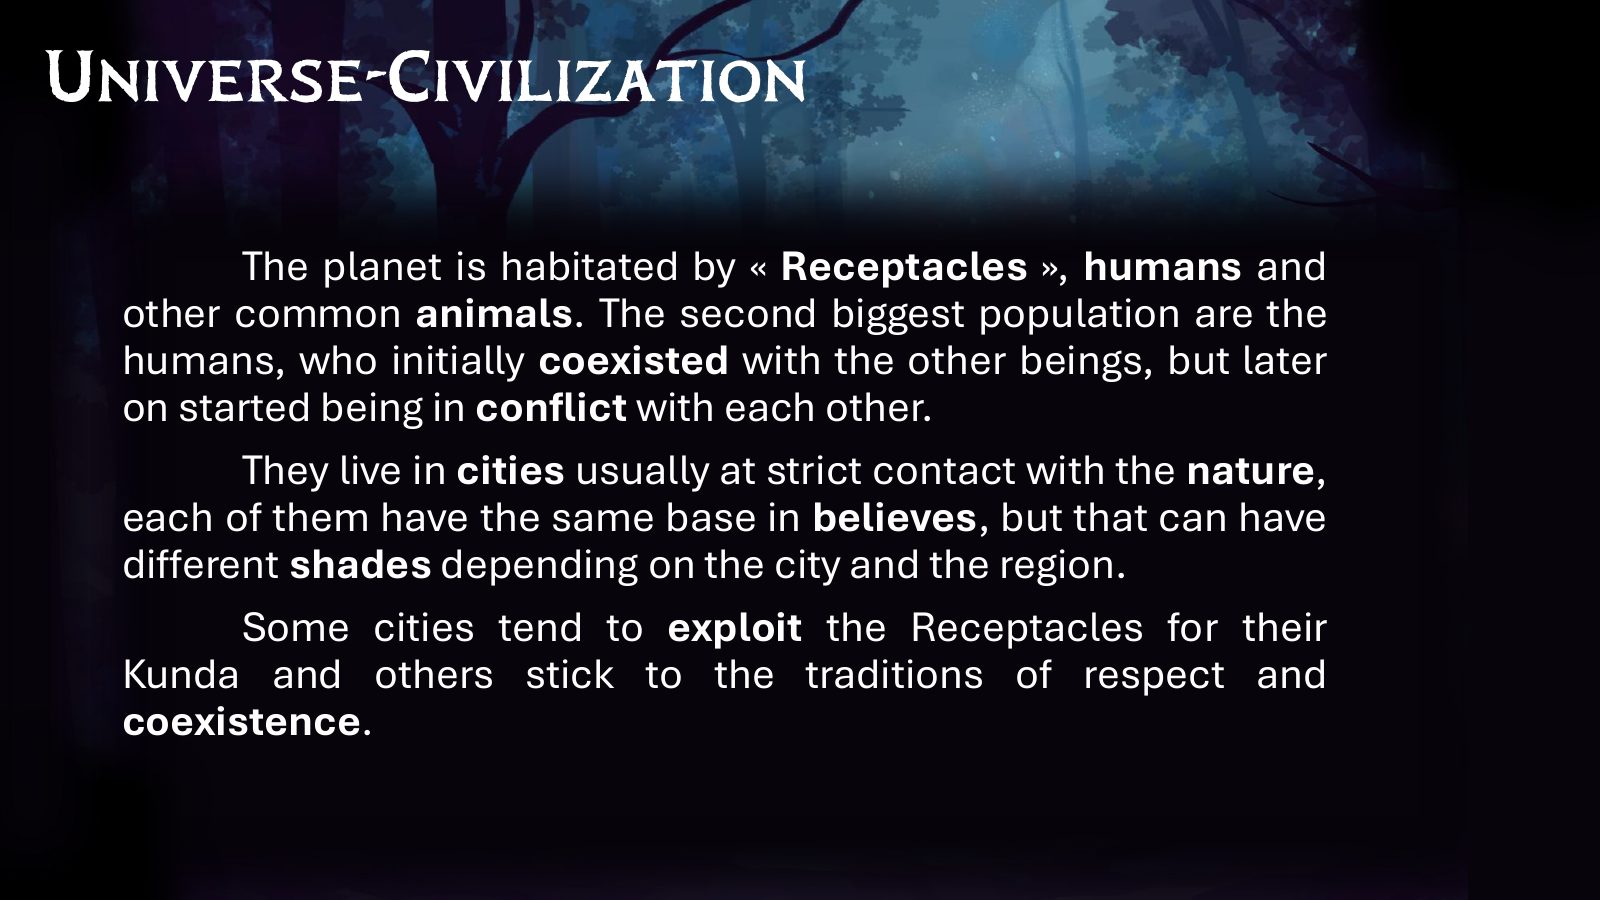 Universe-Civilization
The planet is habitated by « Receptacles », humans and
other common animals. The second biggest population are the
humans, who initially coexisted with the other beings, but later
on started being in conflict with each other.
They live in cities usually at strict contact with the nature,
each of them have the same base in believes, but that can have
different shades depending on the city and the region.
Some cities tend to exploit the Receptacles for their
Kunda and others stick to the traditions of respect and
coexistence.